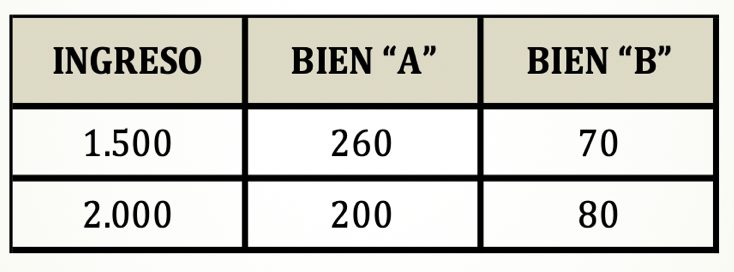 INGRESO BIEN “A” BIEN “B”
1.500 260 70
2.000 200 80